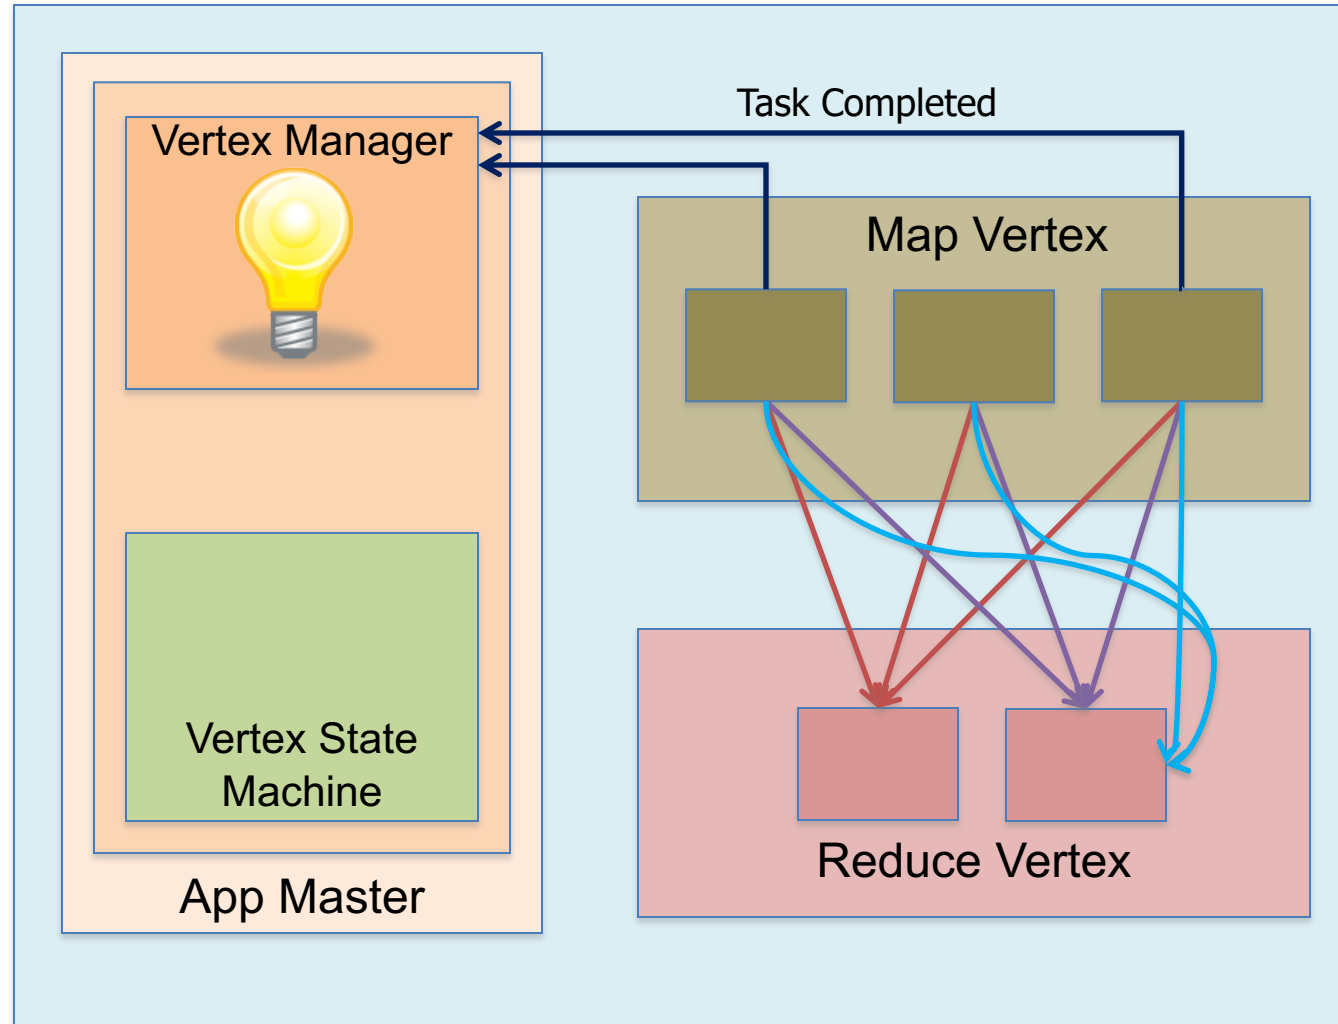 Task Completed
Vertex Manager
Map Vertex
Vertex State
Machine
Reduce Vertex
App Master